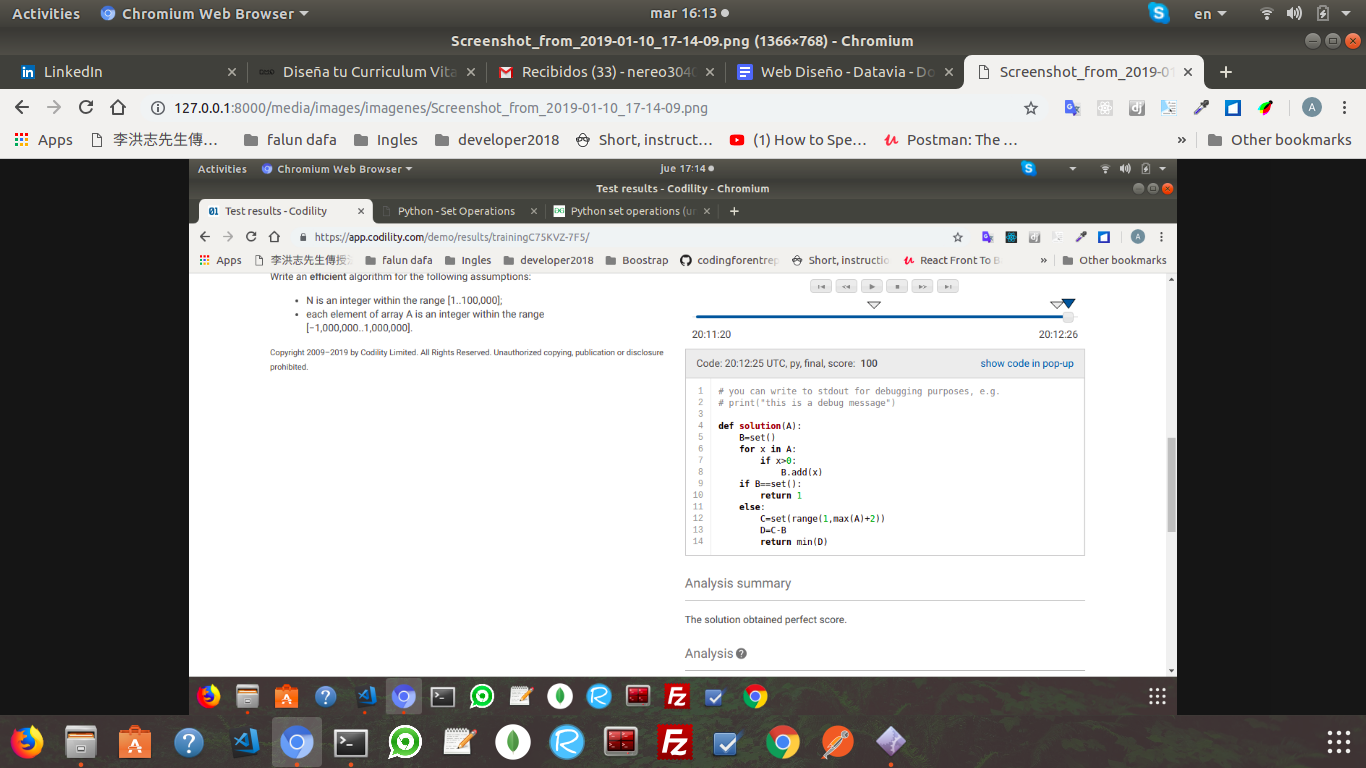 Activities Chromium Web Browser mar 16:13 en
Screenshot_from_2019-01-10_17-14-09.png (1366×768) - Chromium
LinkedIn Diseña tu Curriculum Vita Recibidos (33) - nereo304 Web Diseño - Datavia - Do Screenshot_from_2019-01
127.0.0.1:8000/media/images/imagenes/Screenshot_from_2019-01-10_17-14-09.png A
Apps 李洪志先生傳… falun dafa Ingles developer2018 Short, instruct… (1) How to Spe… Postman: The … » Other bookmarks
Activities Chromium Web Browser jue 17:14
Test results - Codility - Chromium
01 Test results - Codility Python - Set Operations DG Python set operations (u
https://app.codility.com/demo/results/trainingC75KVZ-7F5/ A
Apps 李洪志先生傳授 falun dafa Ingles developer2018 Boostrap codingforentrep Short, instructio React Front To B » Other bookmarks
Write an efficient algorithm for the following assumptions:
• N is an integer within the range [1..100,000];
• each element of array A is an integer within the range
[−1,000,000..1,000,000].
Copyright 2009–2019 by Codility Limited. All Rights Reserved. Unauthorized copying, publication or disclosure
prohibited.
20:11:20 20:12:26
Code: 20:12:25 UTC, py, final, score: 100 show code in pop-up
1 # you can write to stdout for debugging purposes, e.g.
2 # print("this is a debug message")
3
4 def solution(A):
5 B=set()
6 for x in A:
7 if x>0:
8 B.add(x)
9 if B==set():
10 return 1
11 else:
12 C=set(range(1,max(A)+2))
13 D=C-B
14 return min(D)
Analysis summary
The solution obtained perfect score.
Analysis ?